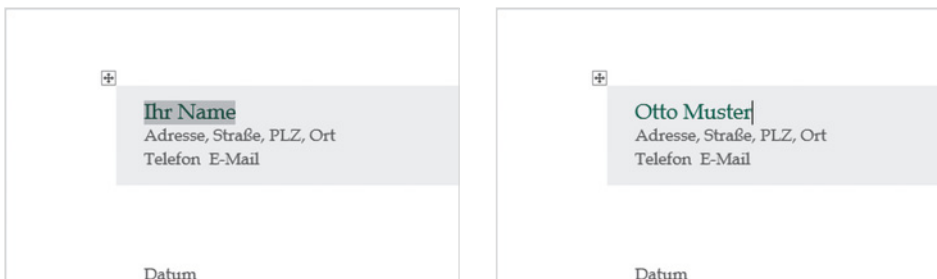 Ihr Name
Adresse, Straße, PLZ, Ort
Telefon E-Mail
Datum
Otto Muster
Adresse, Straße, PLZ, Ort
Telefon E-Mail
Datum